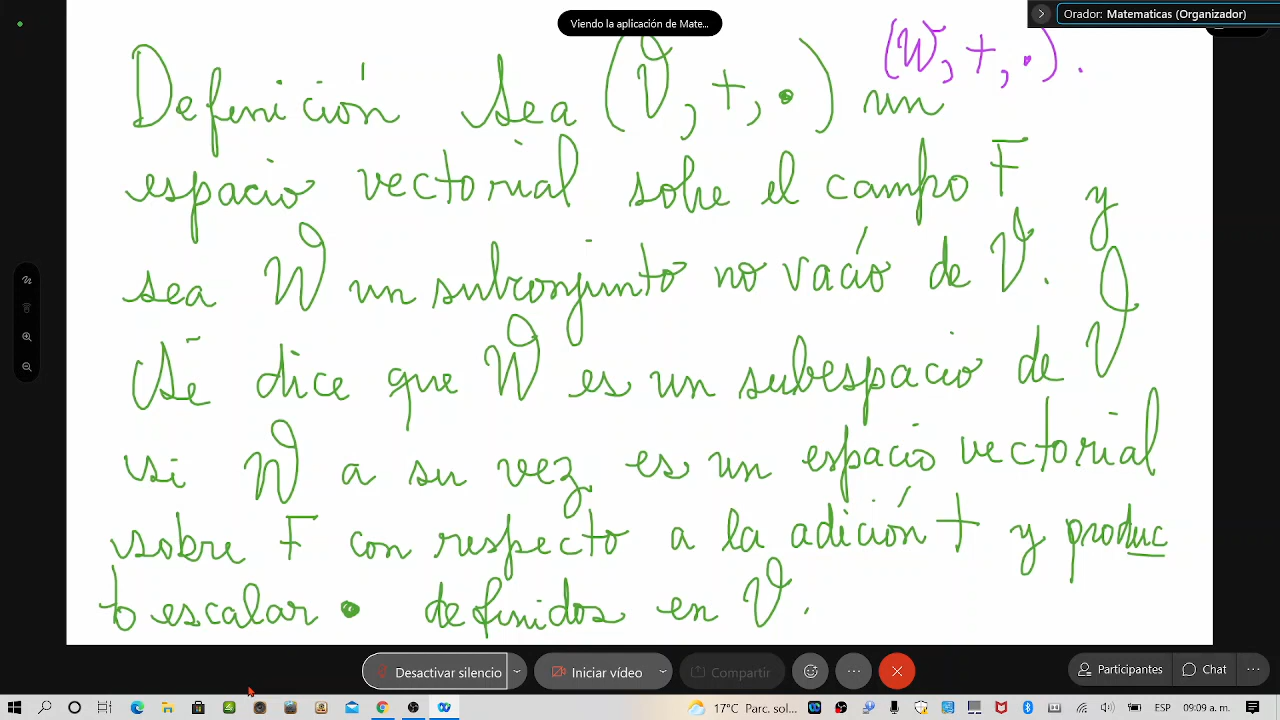 Viendo la aplicación de Mate...
Orador: Matematicas (Organizador)
(W, +, •).
Definición Sea (V, +, •) un
espacio vectorial sobre el campo F y
sea W un subconjunto no vacío de V.
Se dice que W es un subespacio de V
si W a su vez es un espacio vectorial
sobre F con respecto a la adición + y produc
to escalar • definidos en V.
Desactivar silencio
Iniciar vídeo
Compartir
Participantes
Chat
17°C Parc. sol...
ESP
09:09 a. m.